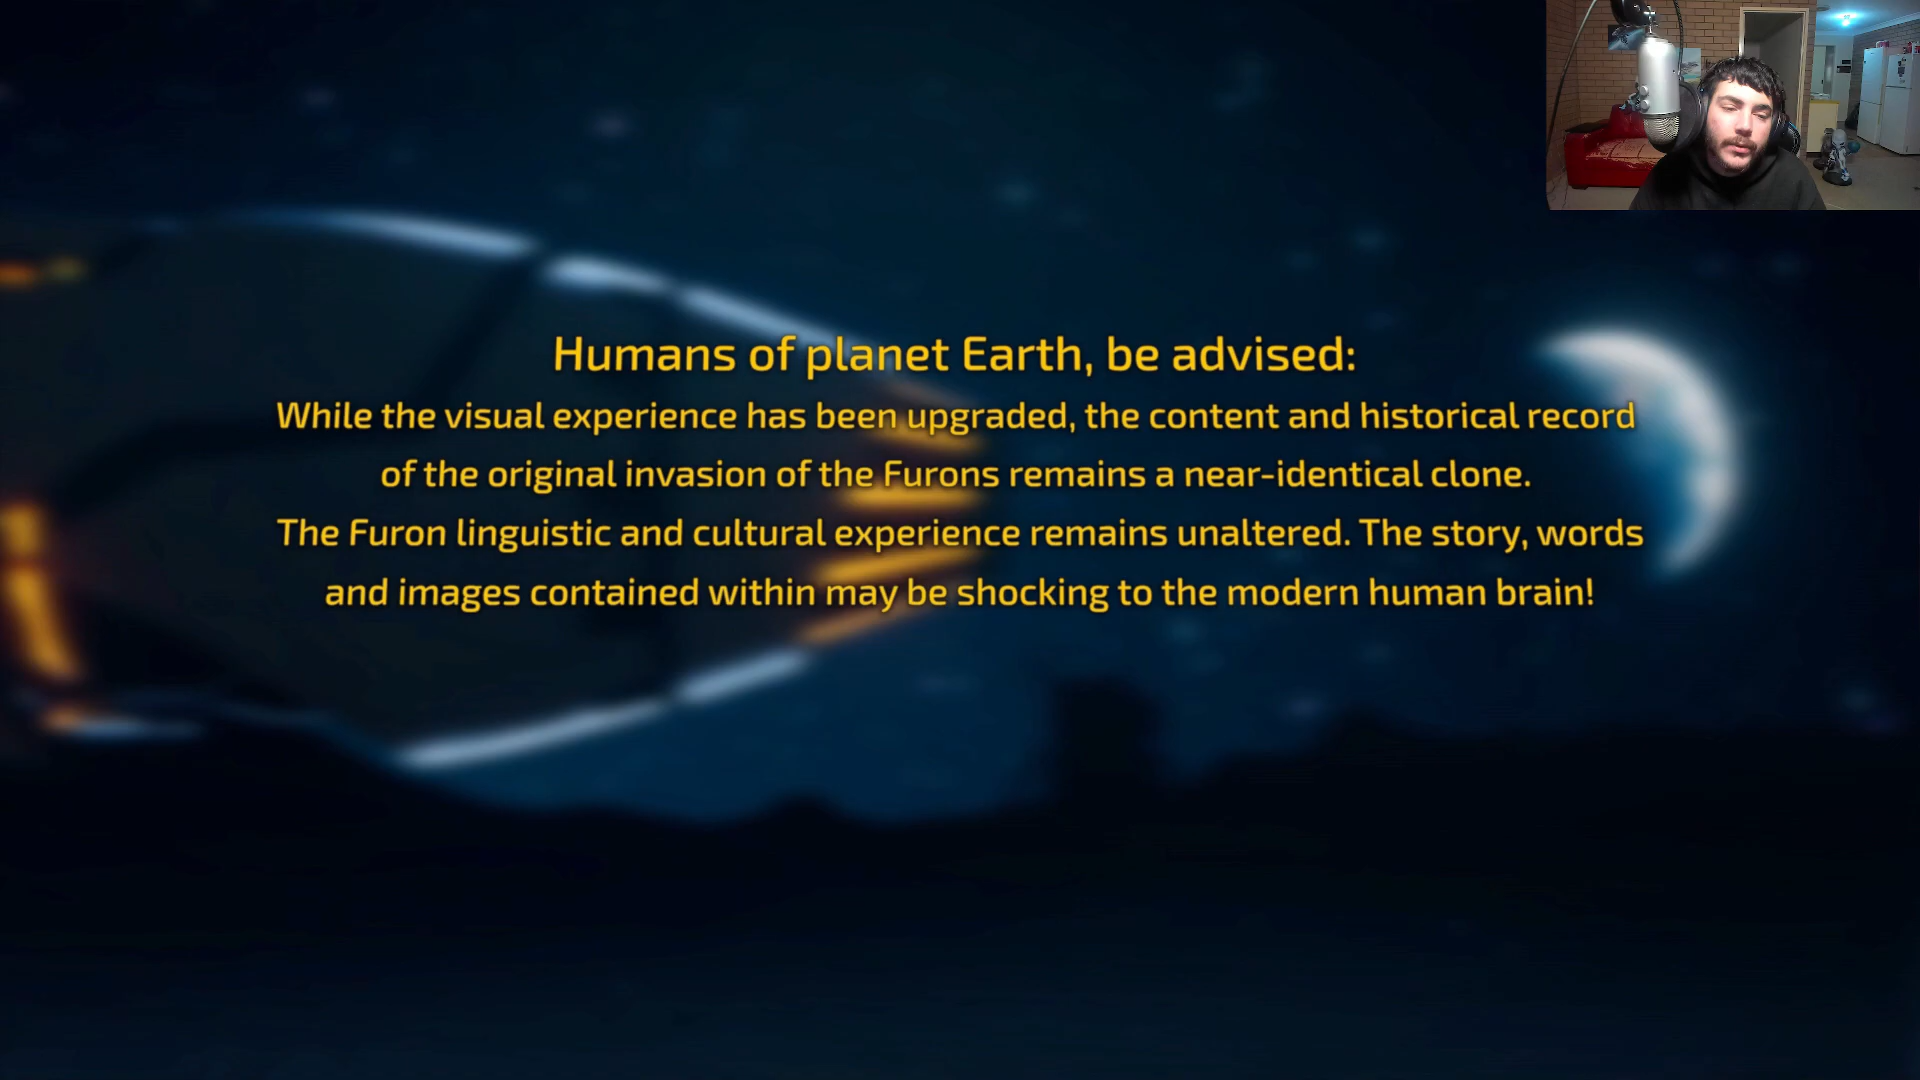 Humans of planet Earth, be advised:
While the visual experience has been upgraded, the content and historical record
of the original invasion of the Furons remains a near-identical clone.
The Furon linguistic and cultural experience remains unaltered. The story, words
and images contained within may be shocking to the modern human brain!